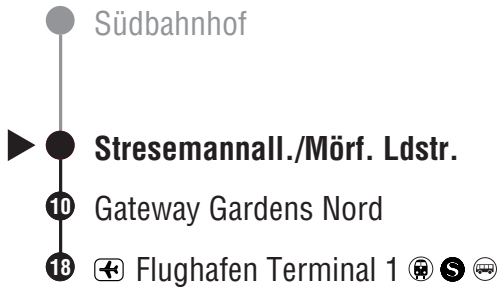 Südbahnhof
Stresemannall./Mörf. Ldstr.
10 Gateway Gardens Nord
18 Flughafen Terminal 1 S